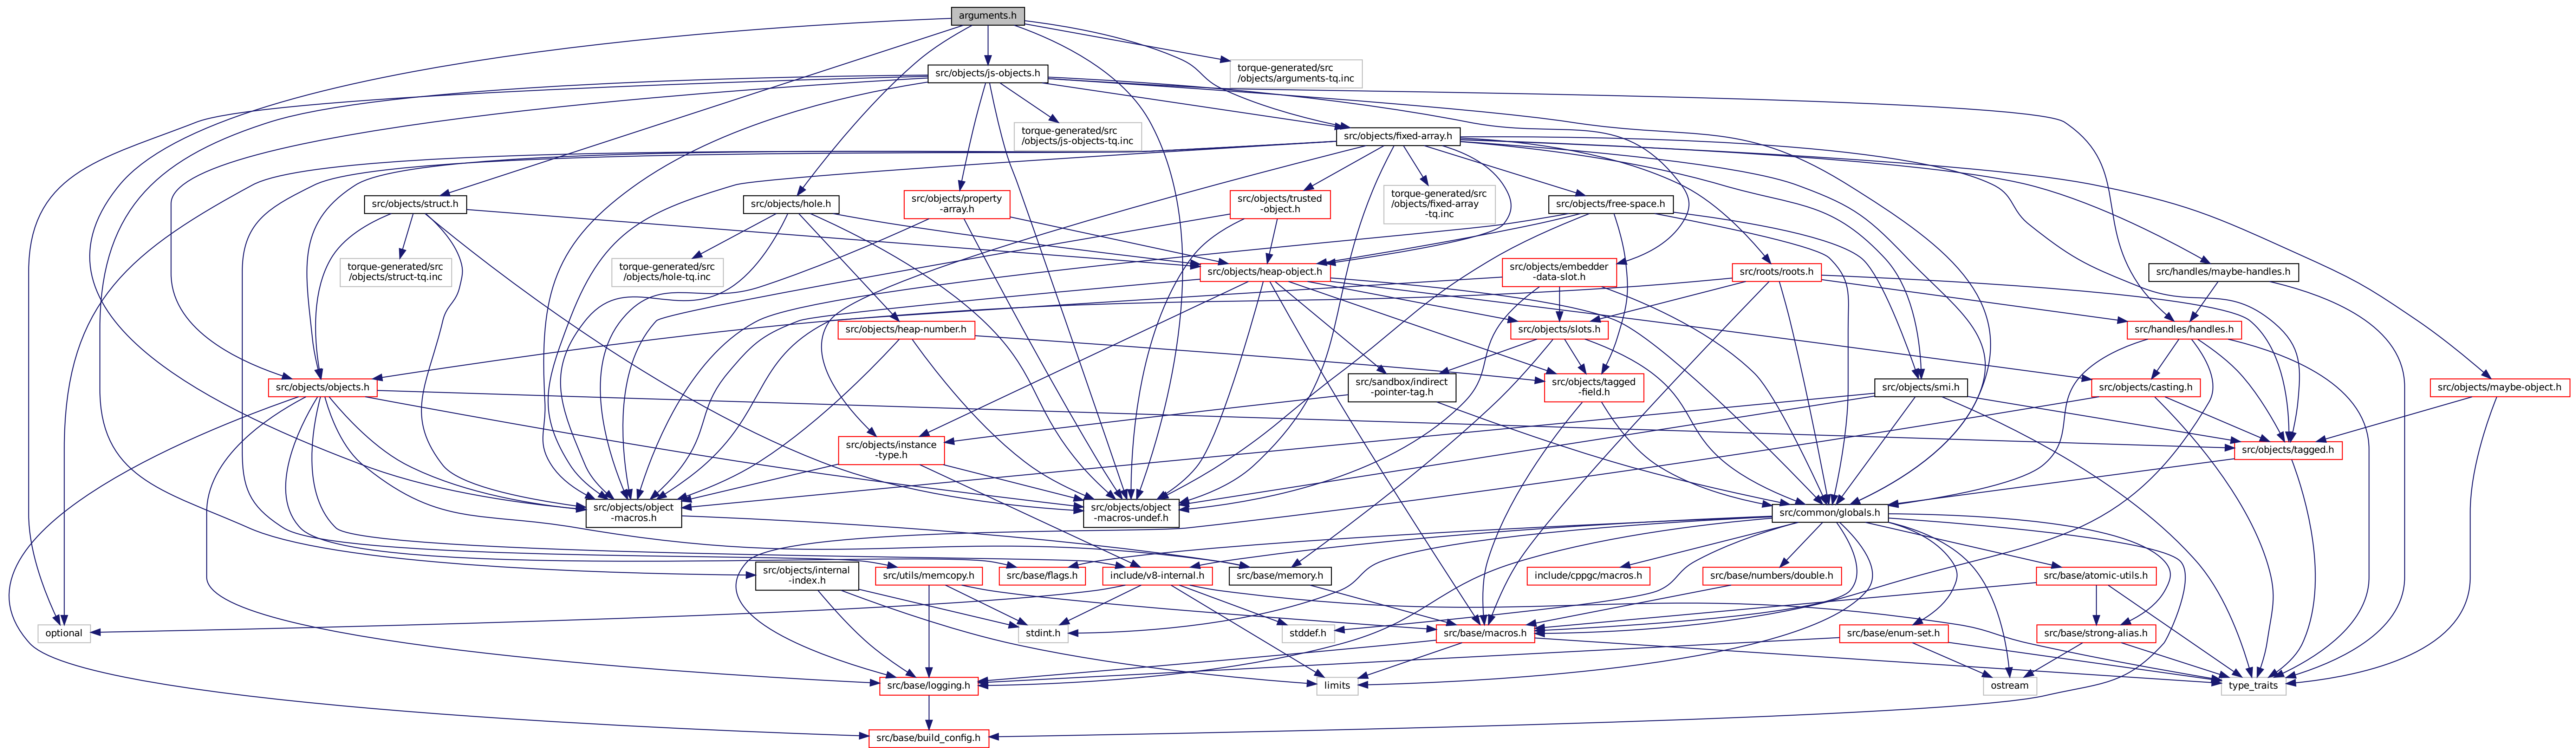 arguments.h
src/objects/js-objects.h
torque-generated/src
/objects/arguments-tq.inc
torque-generated/src
/objects/js-objects-tq.inc
src/objects/fixed-array.h
src/objects/struct.h
src/objects/hole.h
src/objects/property
-array.h
src/objects/trusted
-object.h
torque-generated/src
/objects/fixed-array
-tq.inc
src/objects/free-space.h
torque-generated/src
/objects/struct-tq.inc
torque-generated/src
/objects/hole-tq.inc
src/objects/heap-object.h
src/objects/embedder
-data-slot.h
src/roots/roots.h
src/handles/maybe-handles.h
src/objects/heap-number.h
src/objects/slots.h
src/handles/handles.h
src/objects/objects.h
src/sandbox/indirect
-pointer-tag.h
src/objects/tagged
-field.h
src/objects/smi.h
src/objects/casting.h
src/objects/maybe-object.h
src/objects/instance
-type.h
src/objects/tagged.h
src/objects/object
-macros.h
src/objects/object
-macros-undef.h
src/common/globals.h
src/objects/internal
-index.h
src/utils/memcopy.h
src/base/flags.h
include/v8-internal.h
src/base/memory.h
include/cppgc/macros.h
src/base/numbers/double.h
src/base/atomic-utils.h
optional
stdint.h
stddef.h
src/base/macros.h
src/base/enum-set.h
src/base/strong-alias.h
src/base/logging.h
limits
ostream
type_traits
src/base/build_config.h